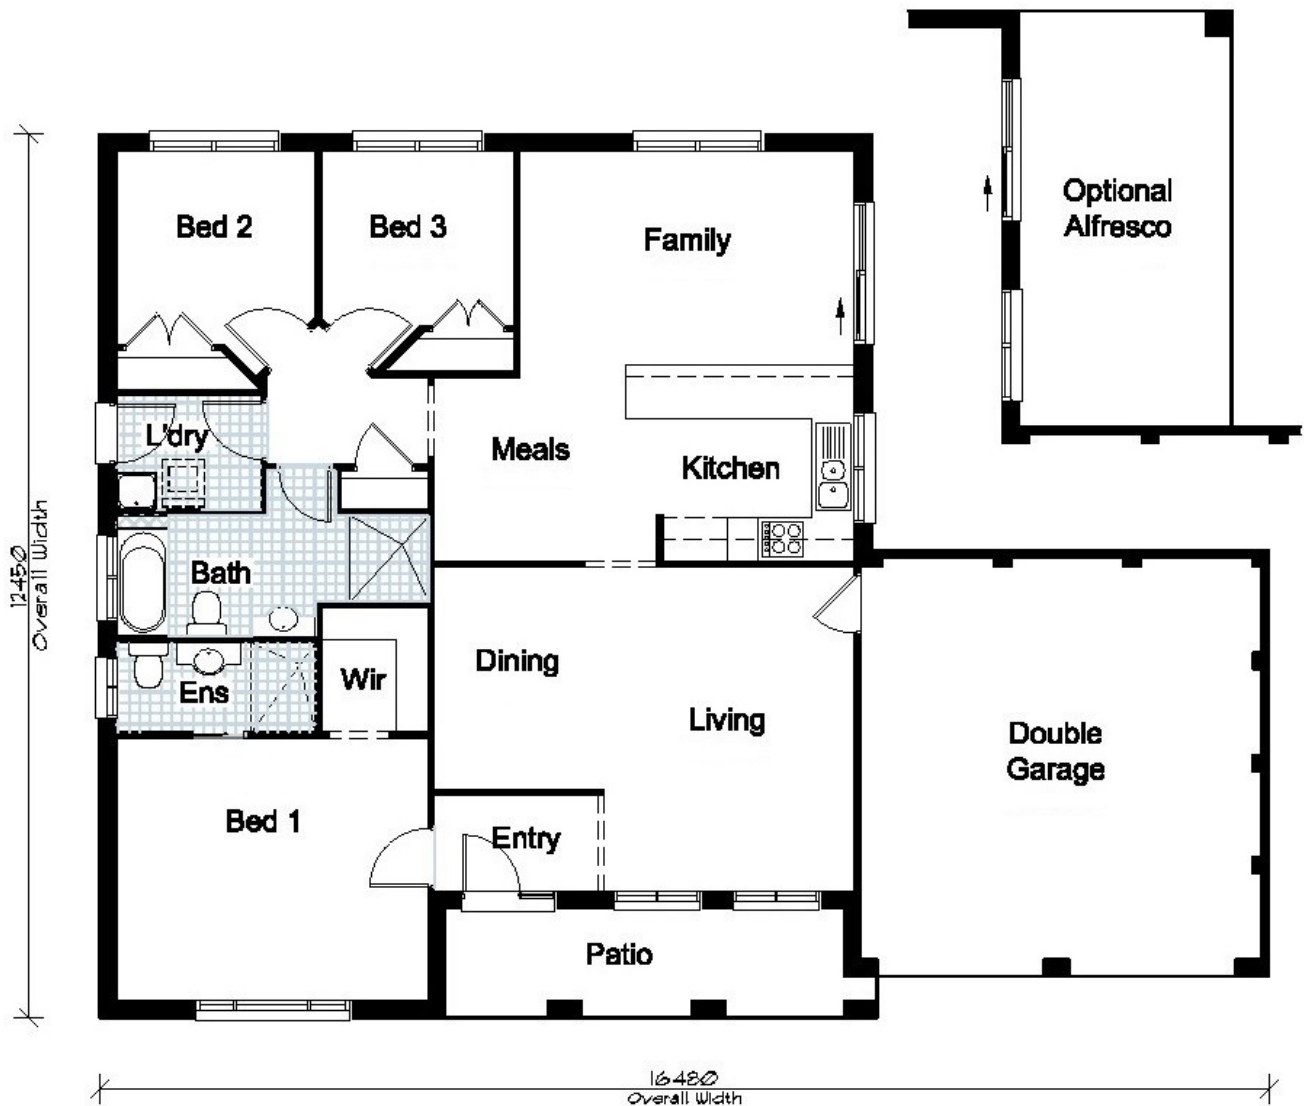 Optional
Alfresco
Bed 2
Bed 3
Family
L'dry
Meals
Kitchen
Bath
12450
Overall Width
Dining
Ens
Wir
Living
Double
Garage
Bed 1
Entry
Patio
16480
Overall Width